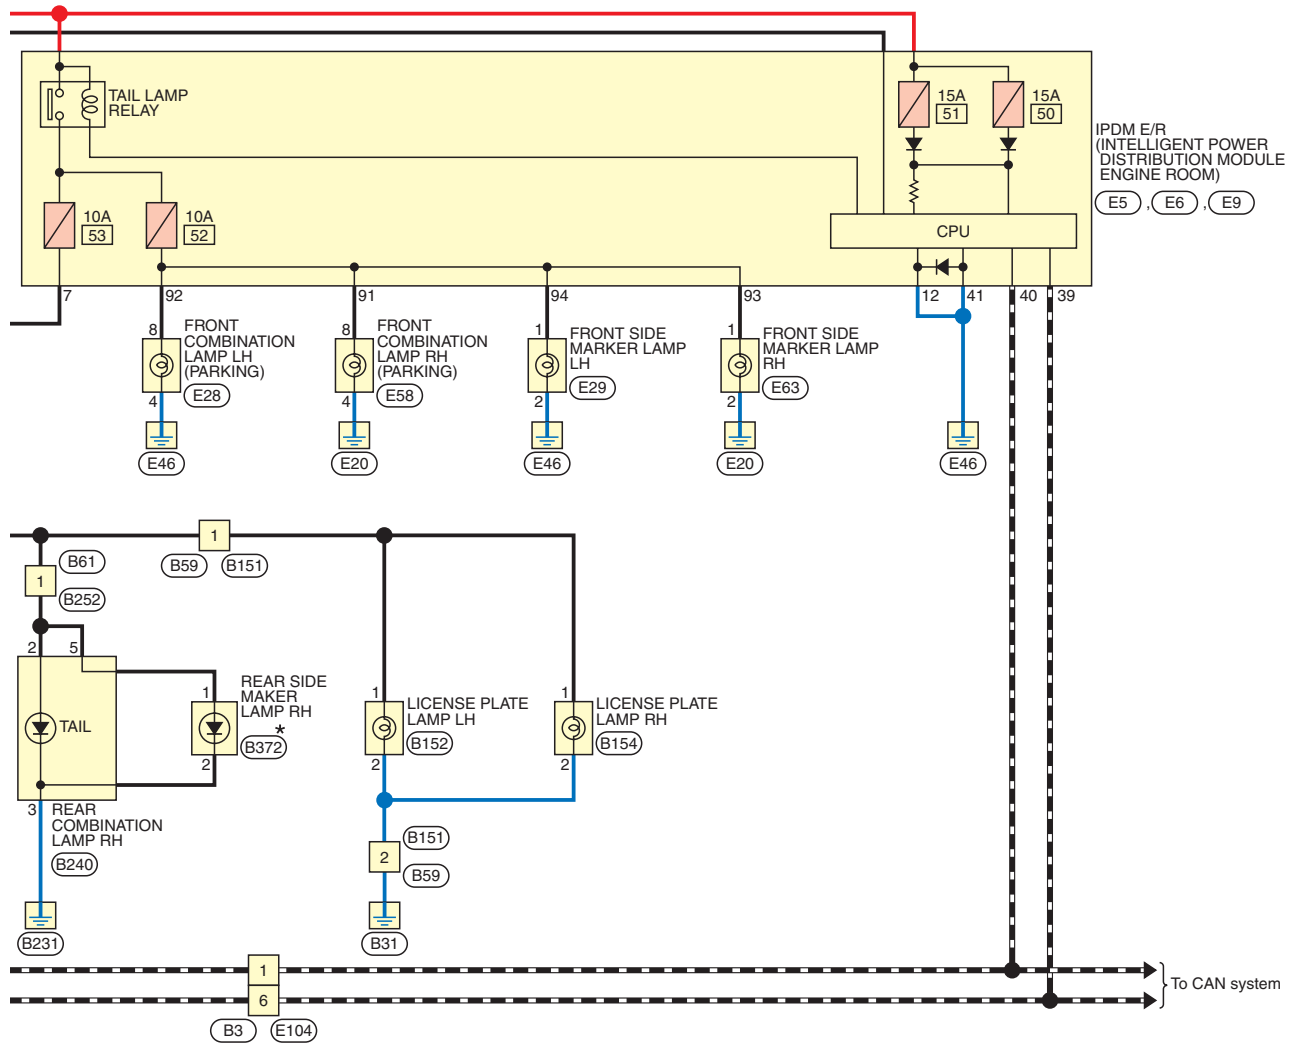 TAIL LAMP
RELAY
15A
51
15A
50
IPDM E/R
(INTELLIGENT POWER
DISTRIBUTION MODULE
ENGINE ROOM)
E5 , E6 , E9
10A
53
10A
52
CPU
7
92
91
94
93
12
41
40
39
8
FRONT
COMBINATION
LAMP LH
(PARKING)
E28
4
E46
8
FRONT
COMBINATION
LAMP RH
(PARKING)
E58
4
E20
1
FRONT SIDE
MARKER LAMP
LH
E29
2
E46
1
FRONT SIDE
MARKER LAMP
RH
E63
2
E20
E46
1
B59
B151
B61
1
B252
2
5
TAIL
3
REAR
COMBINATION
LAMP RH
B240
B231
REAR SIDE
MAKER
LAMP RH
*
1
B372
2
1
LICENSE PLATE
LAMP LH
B152
2
1
LICENSE PLATE
LAMP RH
B154
2
B151
2
B59
B31
1
6
B3
E104
To CAN system